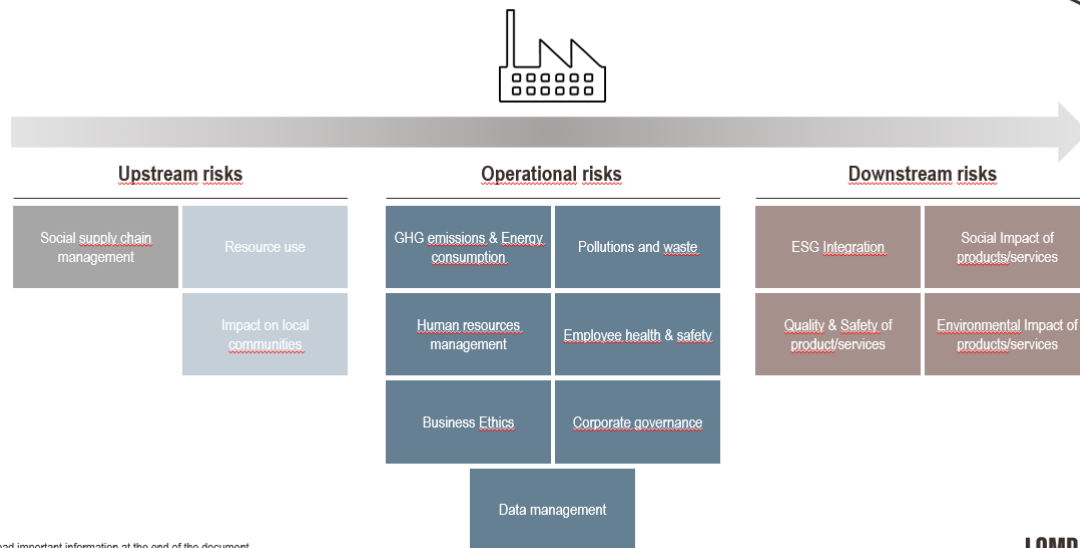 Upstream risks
Operational risks
Downstream risks
Social supply chain
management
Resource use
Impact on local
communities
GHG emissions & Energy
consumption
Pollutions and waste
Human resources
management
Employee health & safety
Business Ethics
Corporate governance
Data management
ESG Integration
Social Impact of
products/services
Quality & Safety of
product/services
Environmental Impact of
products/services
important information at the end of the document